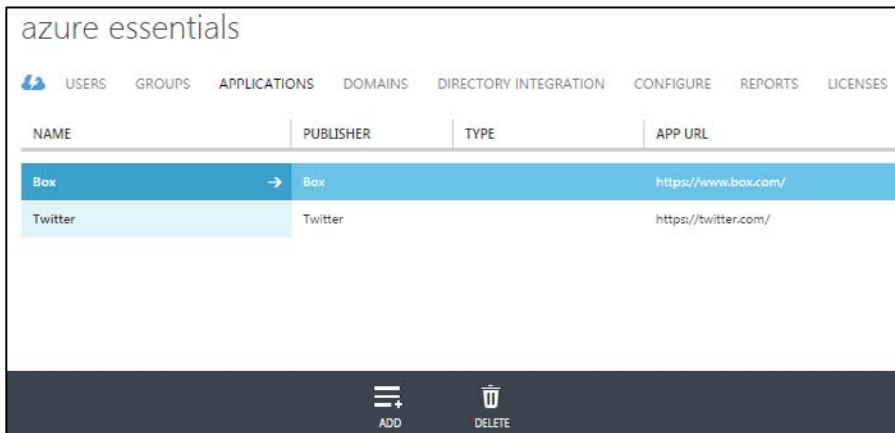 azure essentials
USERS GROUPS APPLICATIONS DOMAINS DIRECTORY INTEGRATION CONFIGURE REPORTS LICENSES
NAME PUBLISHER TYPE APP URL
Box Box https://www.box.com/
Twitter Twitter https://twitter.com/
ADD DELETE